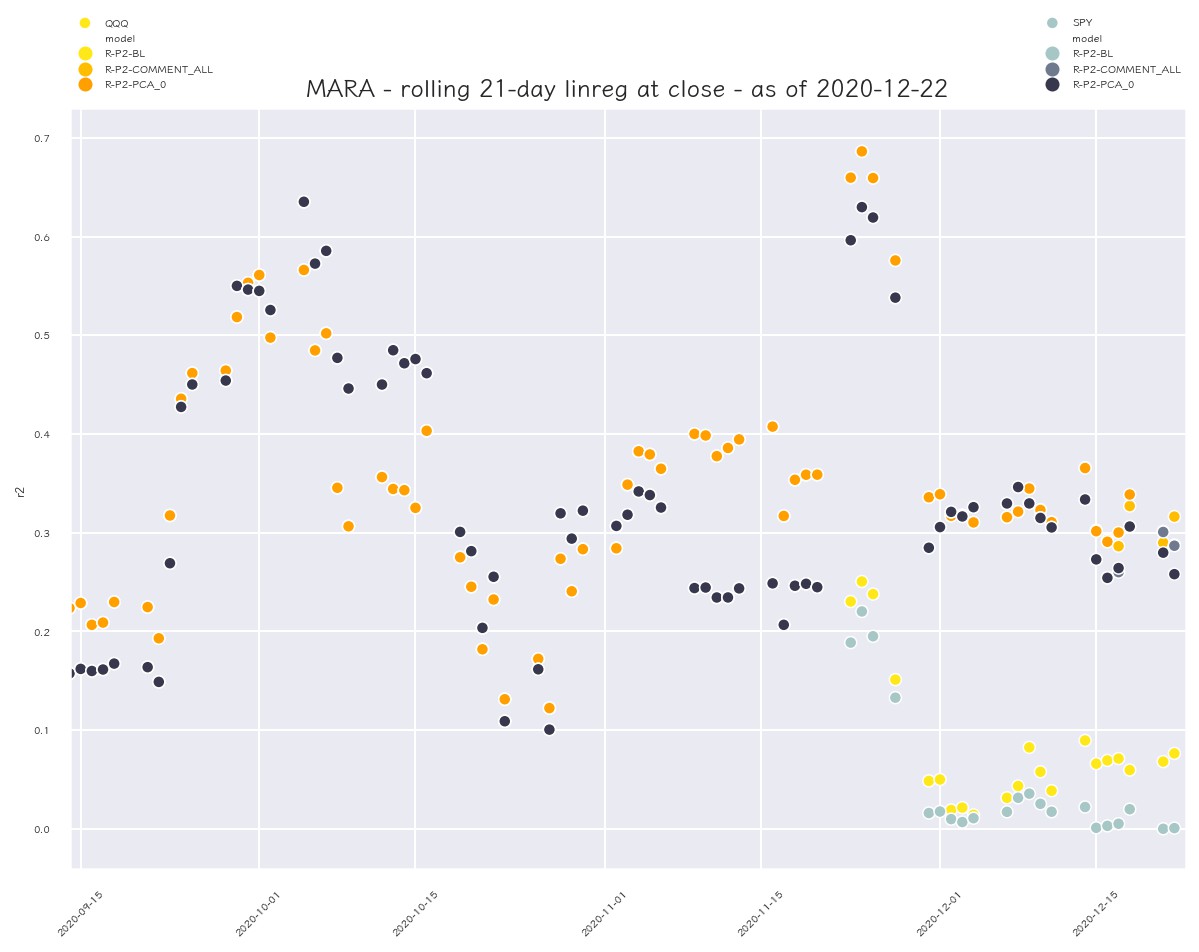 QQQ
model
R-P2-BL
R-P2-COMMENT_ALL
R-P2-PCA_0
SPY
model
R-P2-BL
R-P2-COMMENT_ALL
R-P2-PCA_0
MARA - rolling 21-day linreg at close - as of 2020-12-22
0.7
0.6
0.5
0.4
0.3
0.2
0.1
0.0
r2
2020-09-15
2020-10-01
2020-10-15
2020-11-01
2020-11-15
2020-12-01
2020-12-15